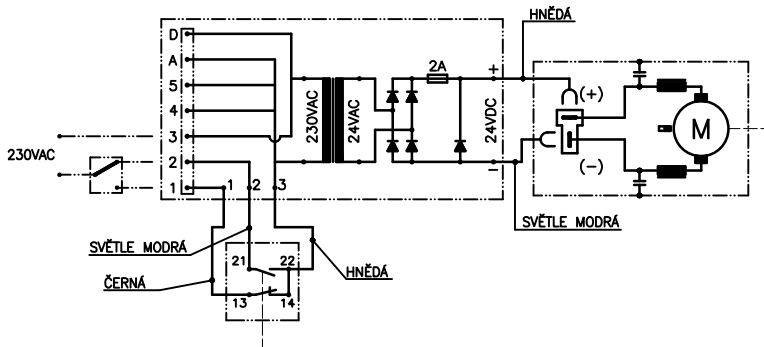 HNĚDÁ
D
A
5
4
3
2
1
230VAC
1 2 3
230VAC
24VAC
2A
+
24VDC
−
(+)
M
(−)
SVĚTLE MODRÁ
SVĚTLE MODRÁ
ČERNÁ
HNĚDÁ
21 22
13 14